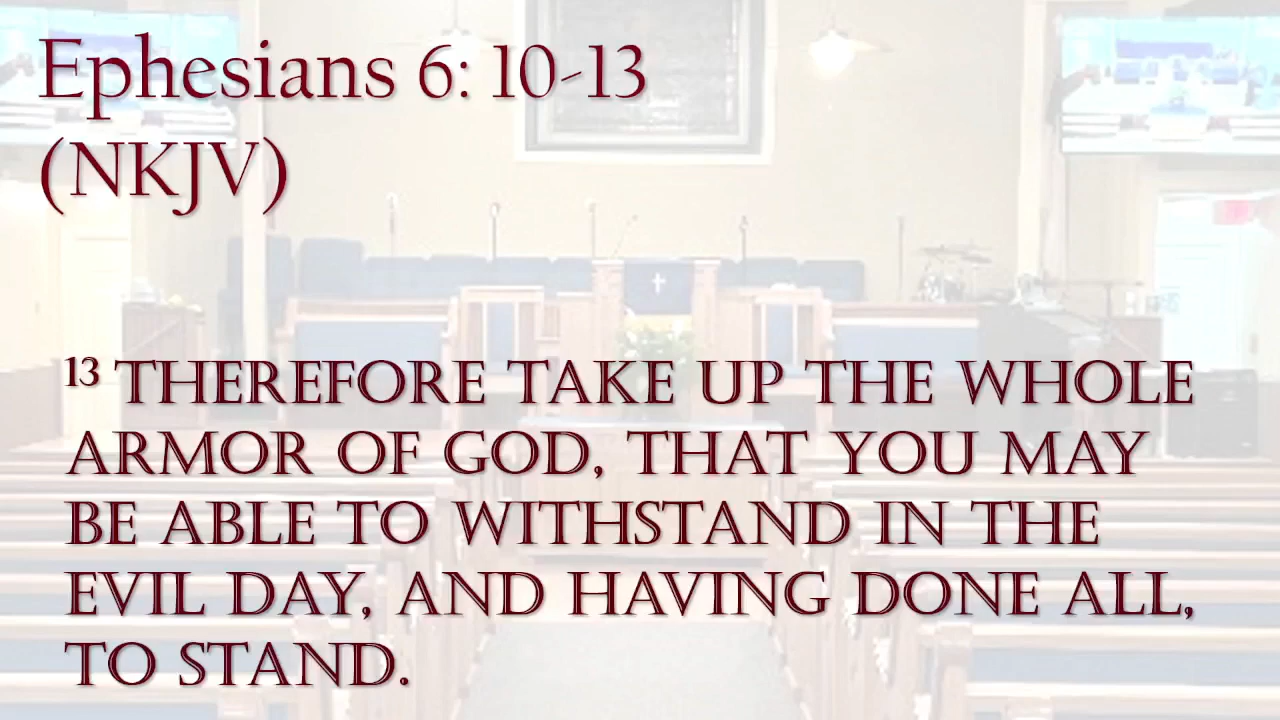 Ephesians 6: 10-13
(NKJV)
13 THEREFORE TAKE UP THE WHOLE
ARMOR OF GOD, THAT YOU MAY
BE ABLE TO WITHSTAND IN THE
EVIL DAY, AND HAVING DONE ALL,
TO STAND.